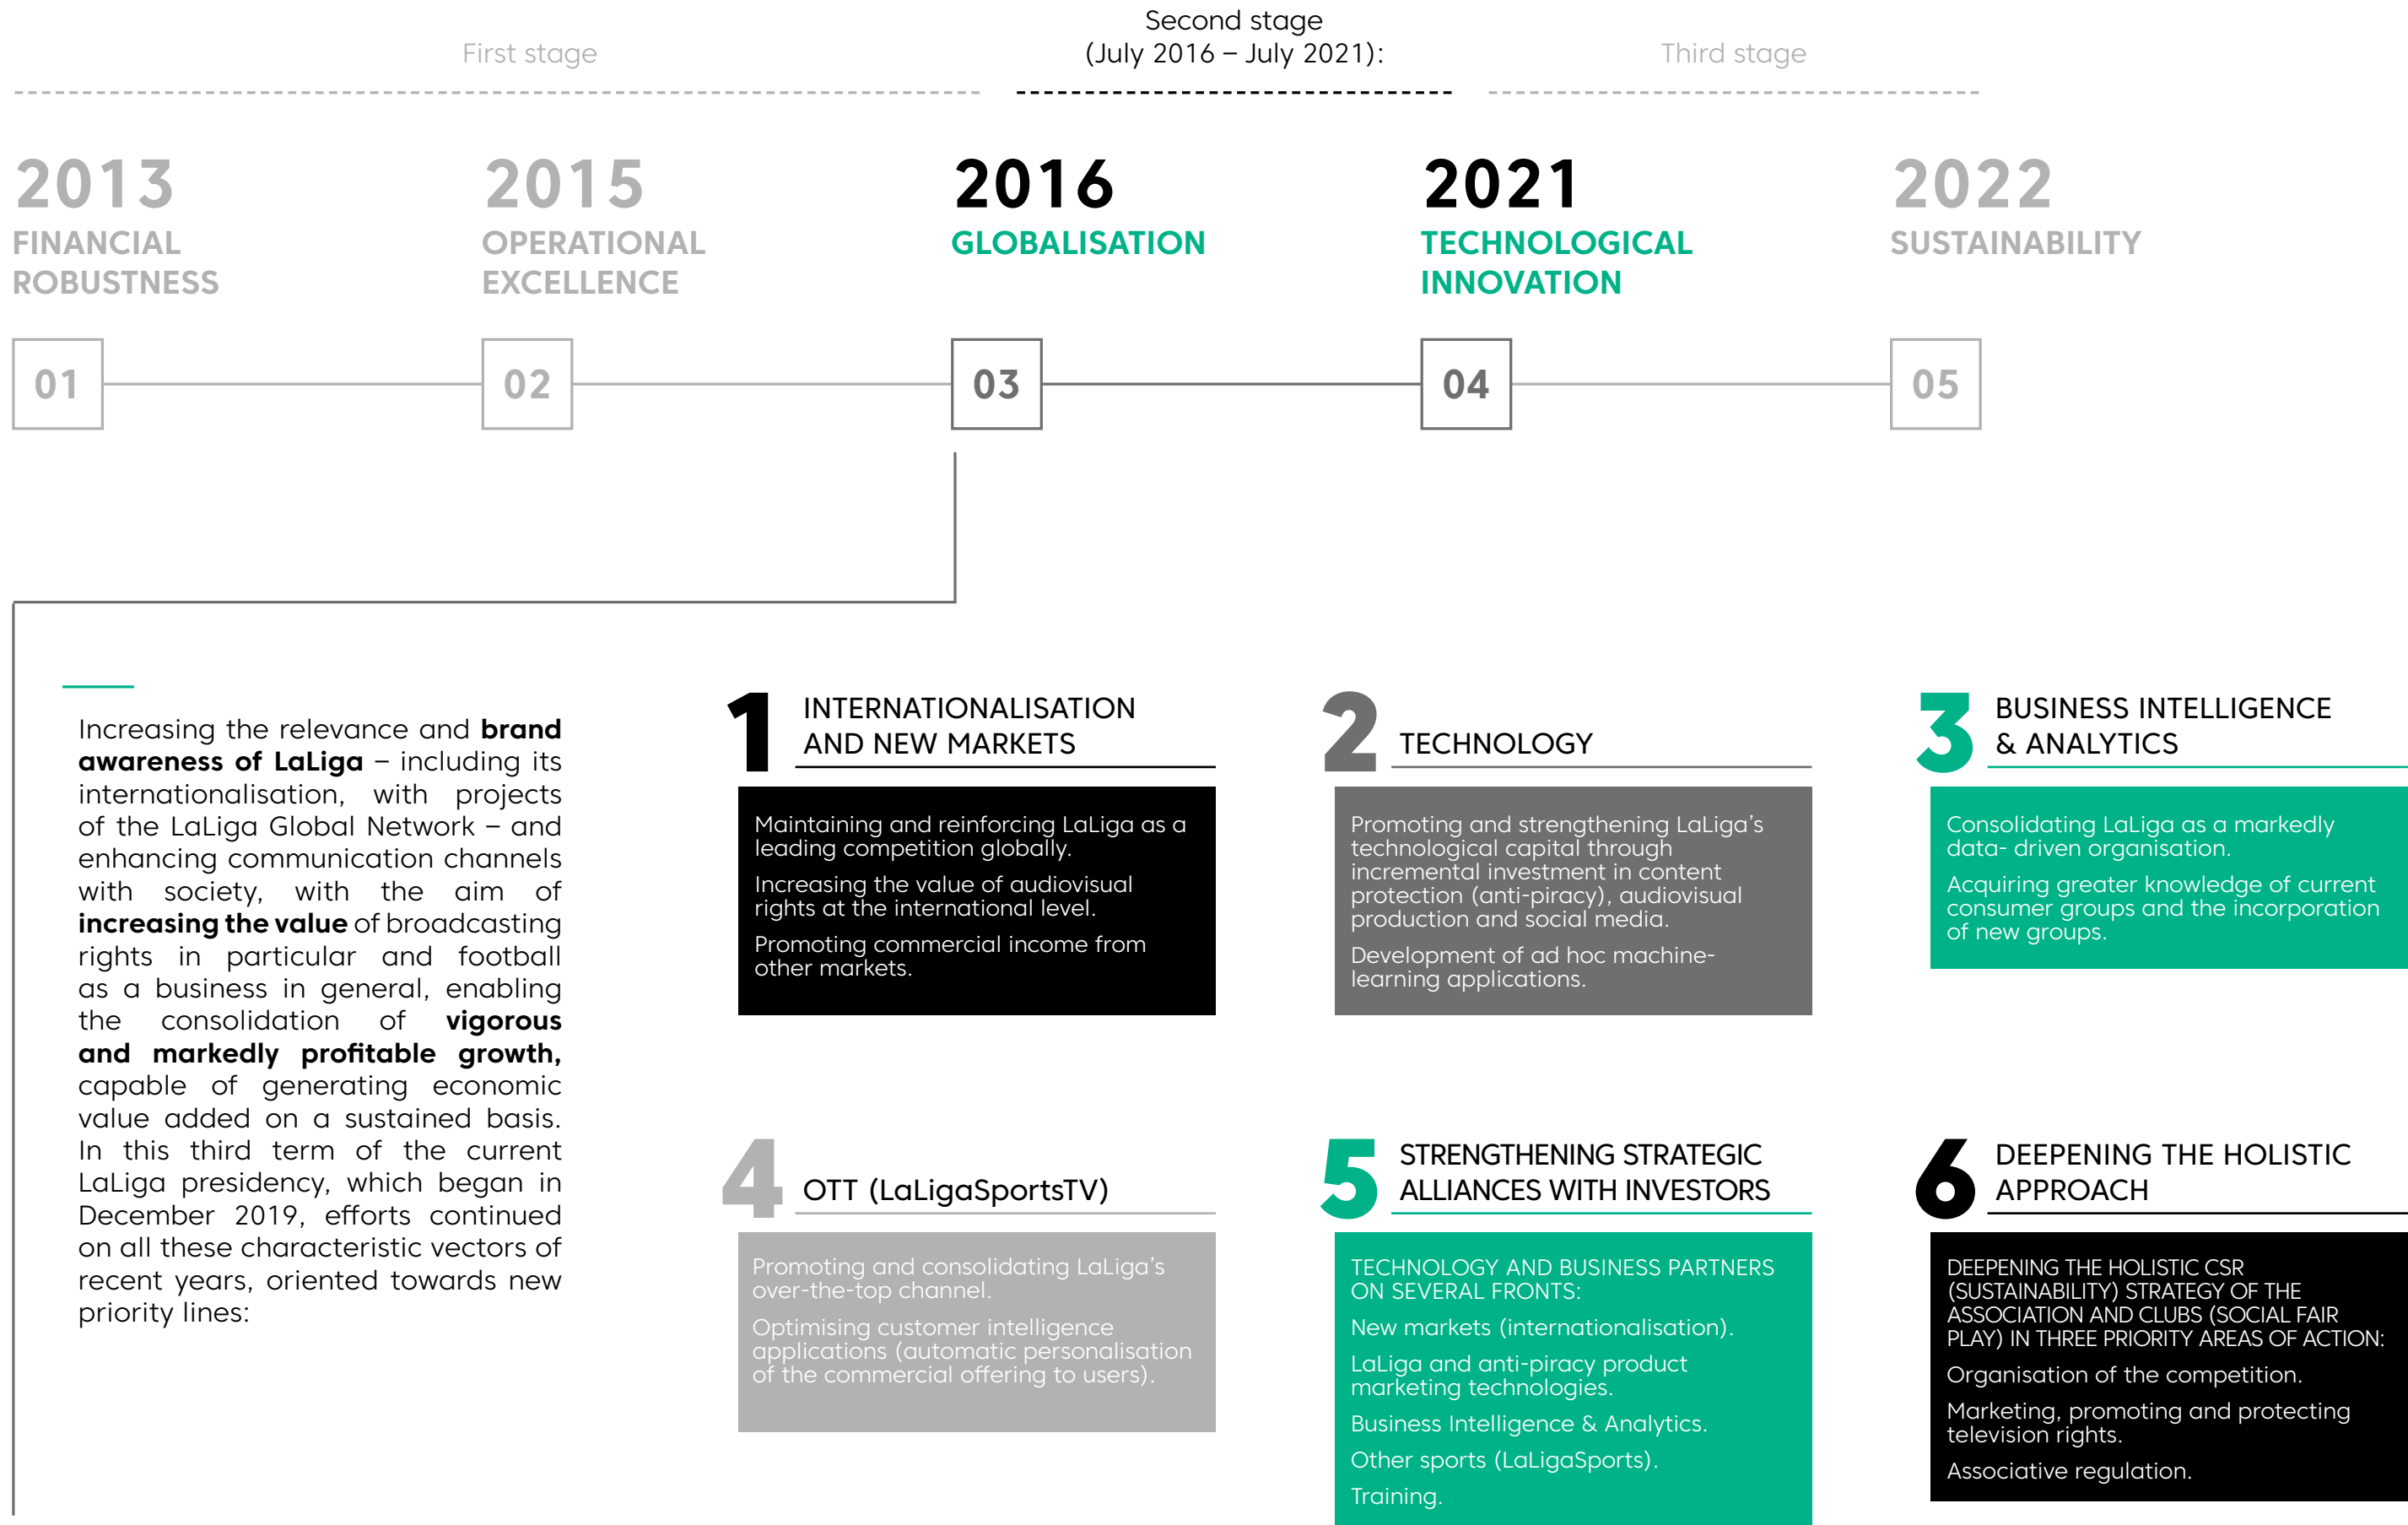 First stage
Second stage
(July 2016 – July 2021):
Third stage
2013
FINANCIAL
ROBUSTNESS
2015
OPERATIONAL
EXCELLENCE
2016
GLOBALISATION
2021
TECHNOLOGICAL
INNOVATION
2022
SUSTAINABILITY
01
02
03
04
05
Increasing the relevance and brand
awareness of LaLiga – including its
internationalisation, with projects
of the LaLiga Global Network – and
enhancing communication channels
with society, with the aim of
increasing the value of broadcasting
rights in particular and football
as a business in general, enabling
the consolidation of vigorous
and markedly profitable growth,
capable of generating economic
value added on a sustained basis.
In this third term of the current
LaLiga presidency, which began in
December 2019, efforts continued
on all these characteristic vectors of
recent years, oriented towards new
priority lines:
1
INTERNATIONALISATION
AND NEW MARKETS
Maintaining and reinforcing LaLiga as a
leading competition globally.
Increasing the value of audiovisual
rights at the international level.
Promoting commercial income from
other markets.
2
TECHNOLOGY
Promoting and strengthening LaLiga's
technological capital through
incremental investment in content
protection (anti-piracy), audiovisual
production and social media.
Development of ad hoc machine-
learning applications.
3
BUSINESS INTELLIGENCE
& ANALYTICS
Consolidating LaLiga as a markedly
data- driven organisation.
Acquiring greater knowledge of current
consumer groups and the incorporation
of new groups.
4
OTT (LaLigaSportsTV)
Promoting and consolidating LaLiga's
over-the-top channel.
Optimising customer intelligence
applications (automatic personalisation
of the commercial offering to users).
5
STRENGTHENING STRATEGIC
ALLIANCES WITH INVESTORS
TECHNOLOGY AND BUSINESS PARTNERS
ON SEVERAL FRONTS:
New markets (internationalisation).
LaLiga and anti-piracy product
marketing technologies.
Business Intelligence & Analytics.
Other sports (LaLigaSports).
Training.
6
DEEPENING THE HOLISTIC
APPROACH
DEEPENING THE HOLISTIC CSR
(SUSTAINABILITY) STRATEGY OF THE
ASSOCIATION AND CLUBS (SOCIAL FAIR
PLAY) IN THREE PRIORITY AREAS OF ACTION:
Organisation of the competition.
Marketing, promoting and protecting
television rights.
Associative regulation.